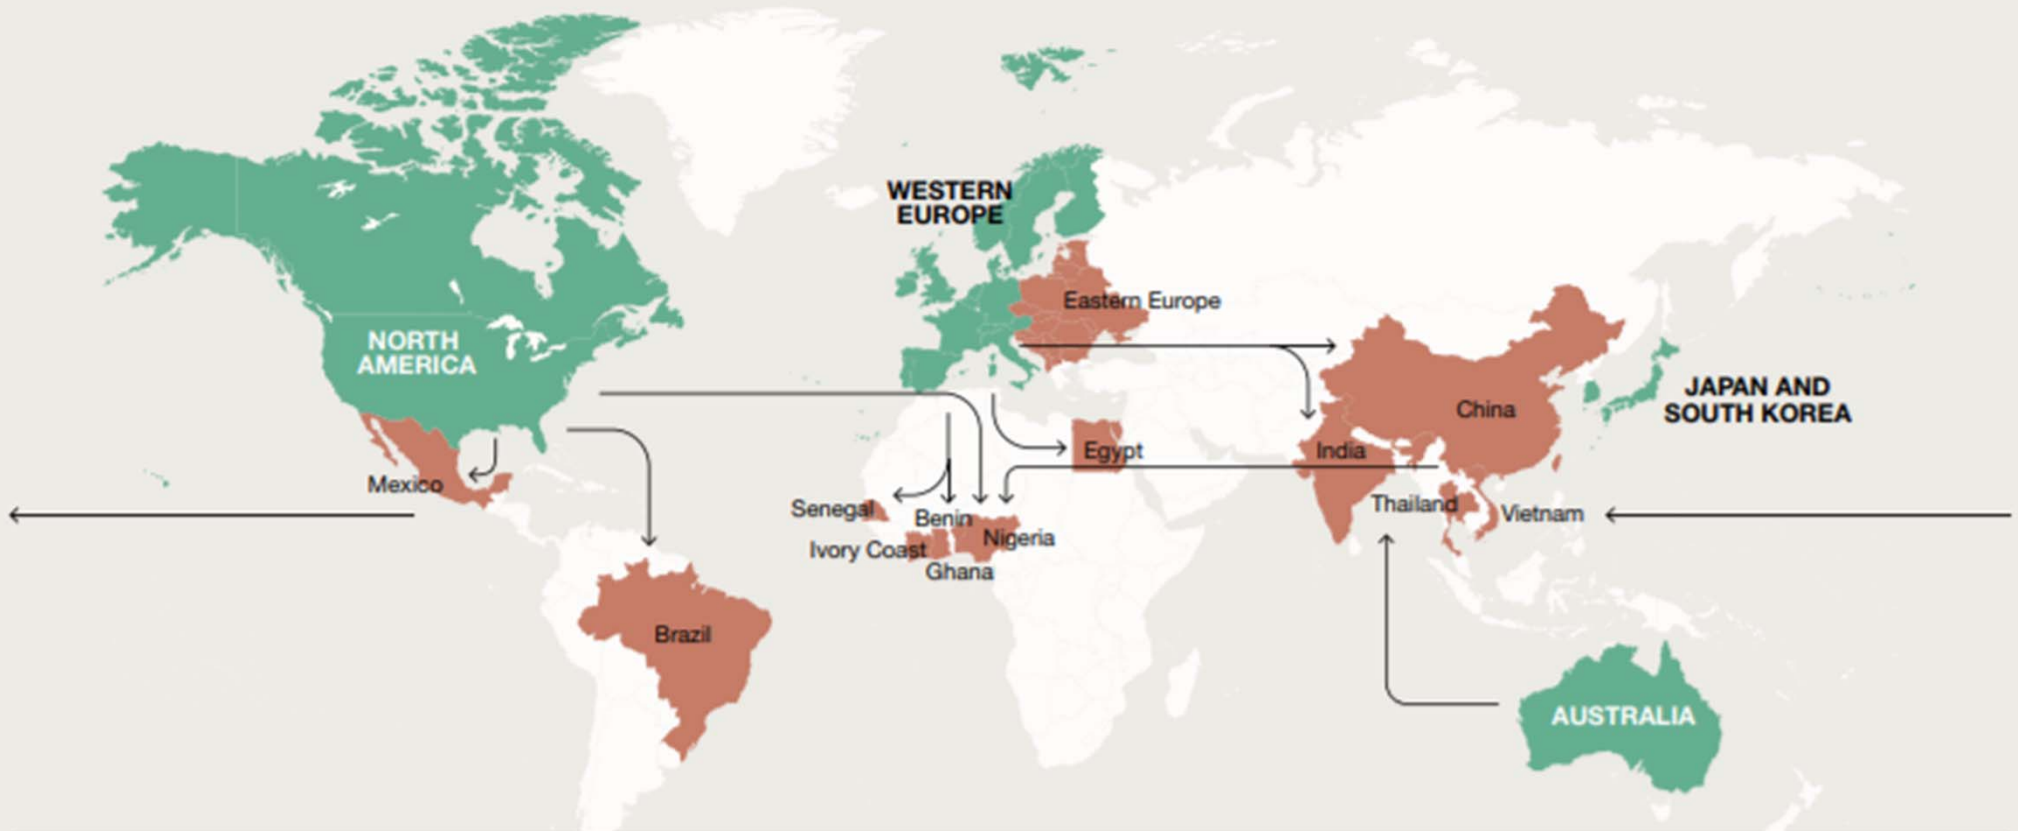 WESTERN
EUROPE
Eastern Europe
NORTH
AMERICA
JAPAN AND
SOUTH KOREA
China
Egypt
India
Mexico
Senegal
Benin
Thailand
Vietnam
Nigeria
Ivory Coast
Ghana
Brazil
AUSTRALIA